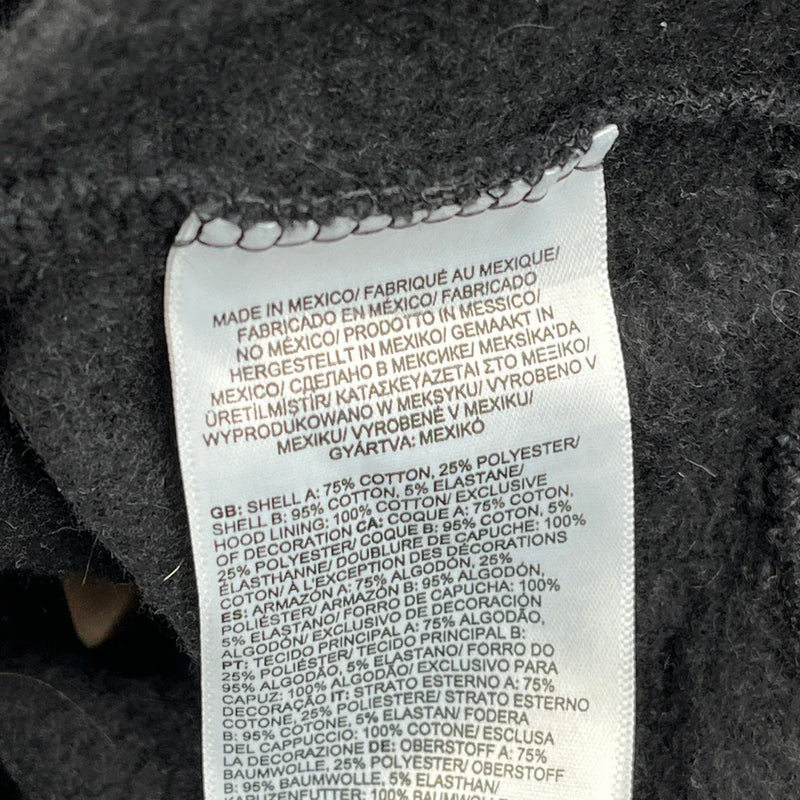 MADE IN MEXICO/ FABRIQUÉ AU MEXIQUE/
FABRICADO EN MÉXICO/ FABRICADO
NO MÉXICO/ PRODOTTO IN MESSICO/
HERGESTELLT IN MEXIKO/ GEMAAKT IN
MEXICO/ СДЕЛАНО В МЕКСИКЕ/ MEKSİKA'DA
ÜRETİLMİŞTİR/ ΚΑΤΑΣΚΕΥΑΖΕΤΑΙ ΣΤΟ ΜΕΞΙΚΟ/
WYPRODUKOWANO W MEKSYKU/ VYROBENO V
MEXIKU/ VYROBENÉ V MEXIKU/
GYÁRTVA: MEXIKÓ
GB: SHELL A: 75% COTTON, 25% POLYESTER/
SHELL B: 95% COTTON, 5% ELASTANE/
HOOD LINING: 100% COTTON/ EXCLUSIVE
OF DECORATION CA: COQUE A: 75% COTON,
25% POLYESTER/ COQUE B: 95% COTON, 5%
ÉLASTHANNE/ DOUBLURE DE CAPUCHE: 100%
COTON/ À L'EXCEPTION DES DÉCORATIONS
ES: ARMAZÓN A: 75% ALGODÓN, 25%
POLIÉSTER/ ARMAZÓN B: 95% ALGODÓN,
5% ELASTANO/ FORRO DE CAPUCHA: 100%
ALGODÓN/ EXCLUSIVO DE DECORACIÓN
PT: TECIDO PRINCIPAL A: 75% ALGODÃO,
25% POLIÉSTER/ TECIDO PRINCIPAL B:
95% ALGODÃO, 5% ELASTANO/ FORRO DO
CAPUZ: 100% ALGODÃO/ EXCLUSIVO PARA
DECORAÇÃO IT: STRATO ESTERNO A: 75%
COTONE, 25% POLIESTERE/ STRATO ESTERNO
B: 95% COTONE, 5% ELASTAN/ FODERA
DEL CAPPUCCIO: 100% COTONE/ ESCLUSA
LA DECORAZIONE DE: OBERSTOFF A: 75%
BAUMWOLLE, 25% POLYESTER/ OBERSTOFF
B: 95% BAUMWOLLE, 5% ELASTAN/
KAPUZENFUTTER: 100% BAUMWOLLE/